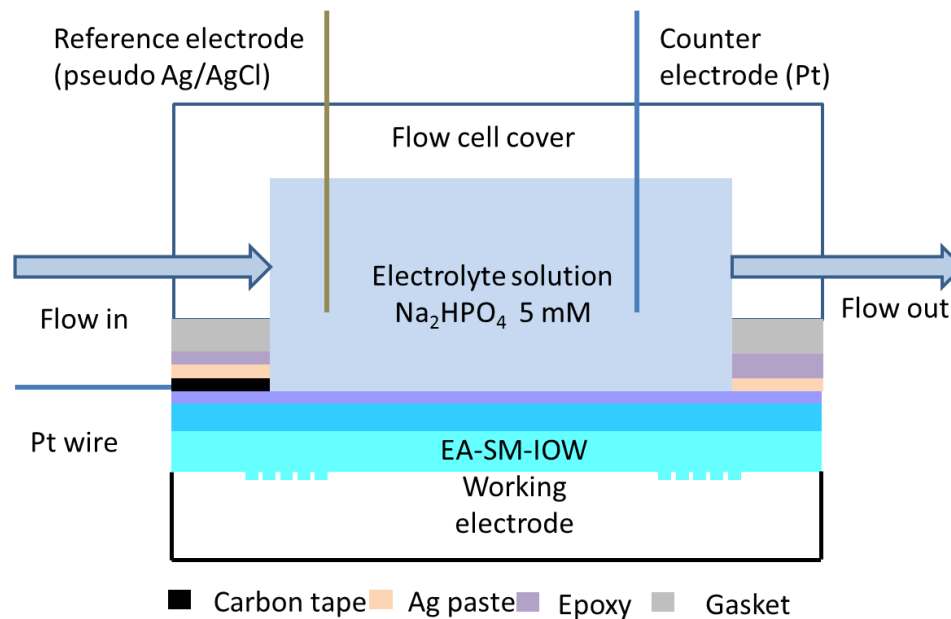 Reference electrode
(pseudo Ag/AgCl)
Counter
electrode (Pt)
Flow cell cover
Electrolyte solution
Na₂HPO₄ 5 mM
Flow in
Flow out
Pt wire
EA-SM-IOW
Working
electrode
Carbon tape
Ag paste
Epoxy
Gasket